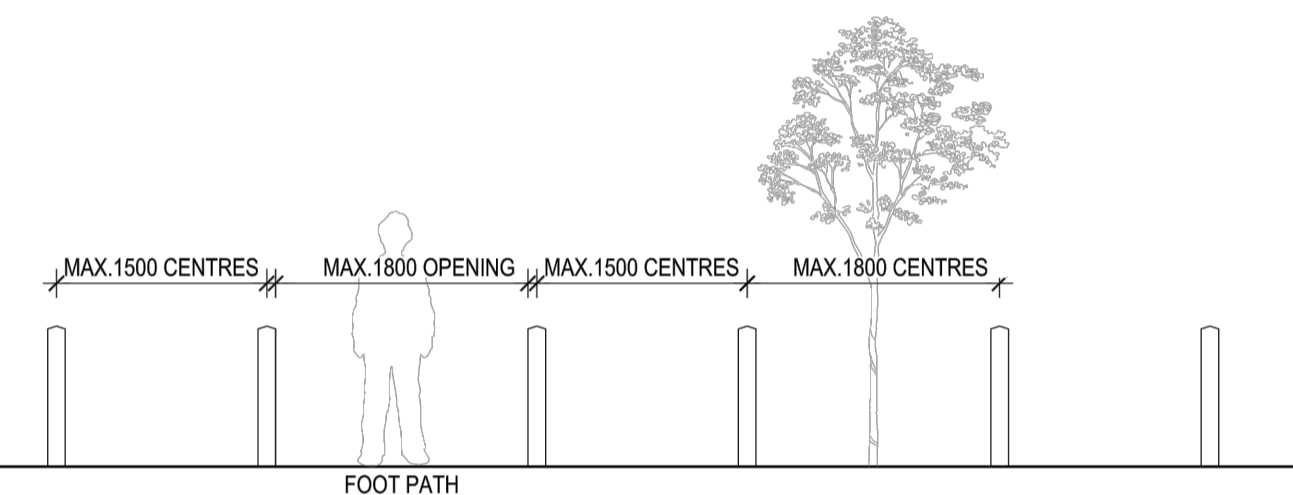 MAX.1500 CENTRES
MAX.1800 OPENING
MAX.1500 CENTRES
MAX.1800 CENTRES
FOOT PATH